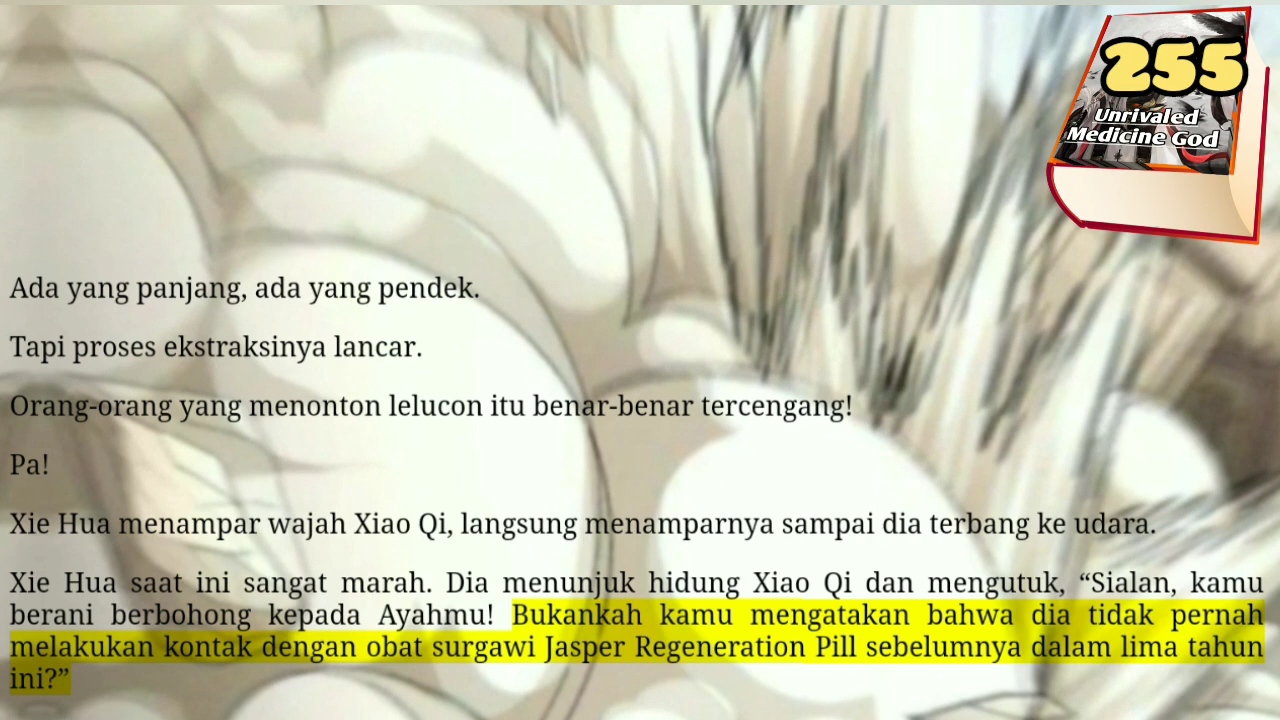 255
Unrivaled
Medicine God
Ada yang panjang, ada yang pendek.
Tapi proses ekstraksinya lancar.
Orang-orang yang menonton lelucon itu benar-benar tercengang!
Pa!
Xie Hua menampar wajah Xiao Qi, langsung menamparnya sampai dia terbang ke udara.
Xie Hua saat ini sangat marah. Dia menunjuk hidung Xiao Qi dan mengutuk, “Sialan, kamu
berani berbohong kepada Ayahmu! Bukankah kamu mengatakan bahwa dia tidak pernah
melakukan kontak dengan obat surgawi Jasper Regeneration Pill sebelumnya dalam lima tahun
ini?”